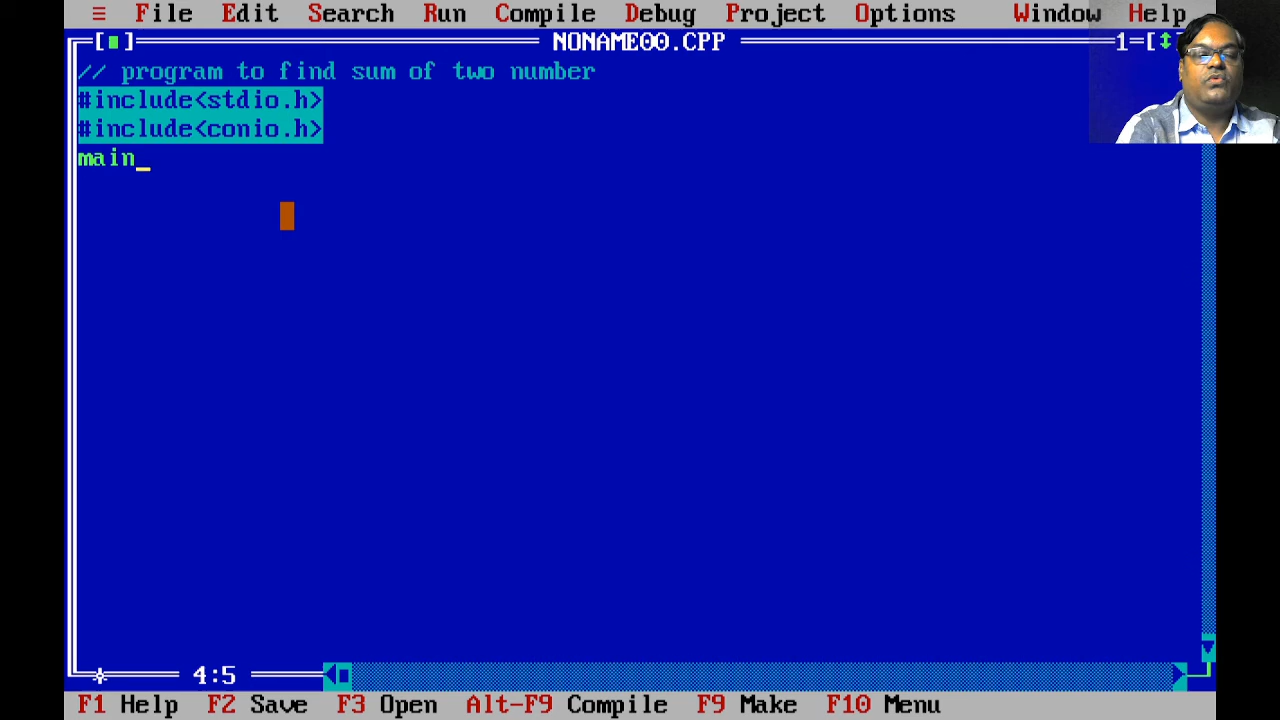 ≡ File Edit Search Run Compile Debug Project Options Window Help
[■] NONAME00.CPP 1=[↕]
// program to find sum of two number
#include<stdio.h>
#include<conio.h>
main_
4:5
F1 Help F2 Save F3 Open Alt-F9 Compile F9 Make F10 Menu